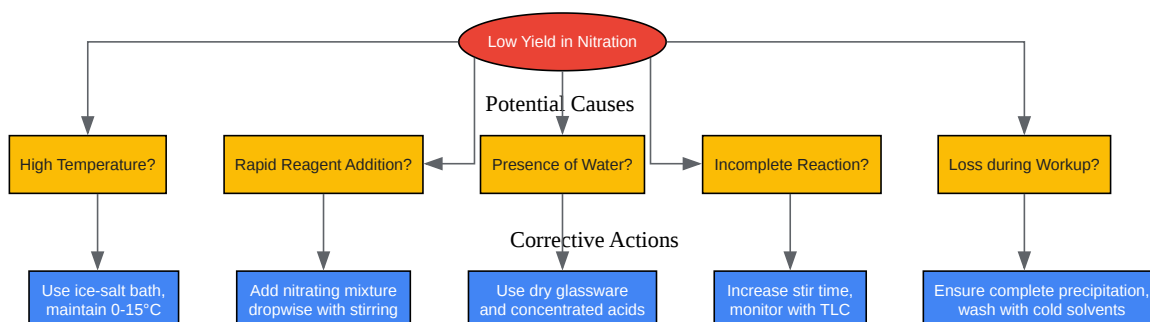 Low Yield in Nitration
Potential Causes
High Temperature?
Rapid Reagent Addition?
Presence of Water?
Incomplete Reaction?
Loss during Workup?
Corrective Actions
Use ice-salt bath,
maintain 0-15°C
Add nitrating mixture
dropwise with stirring
Use dry glassware
and concentrated acids
Increase stir time,
monitor with TLC
Ensure complete precipitation,
wash with cold solvents